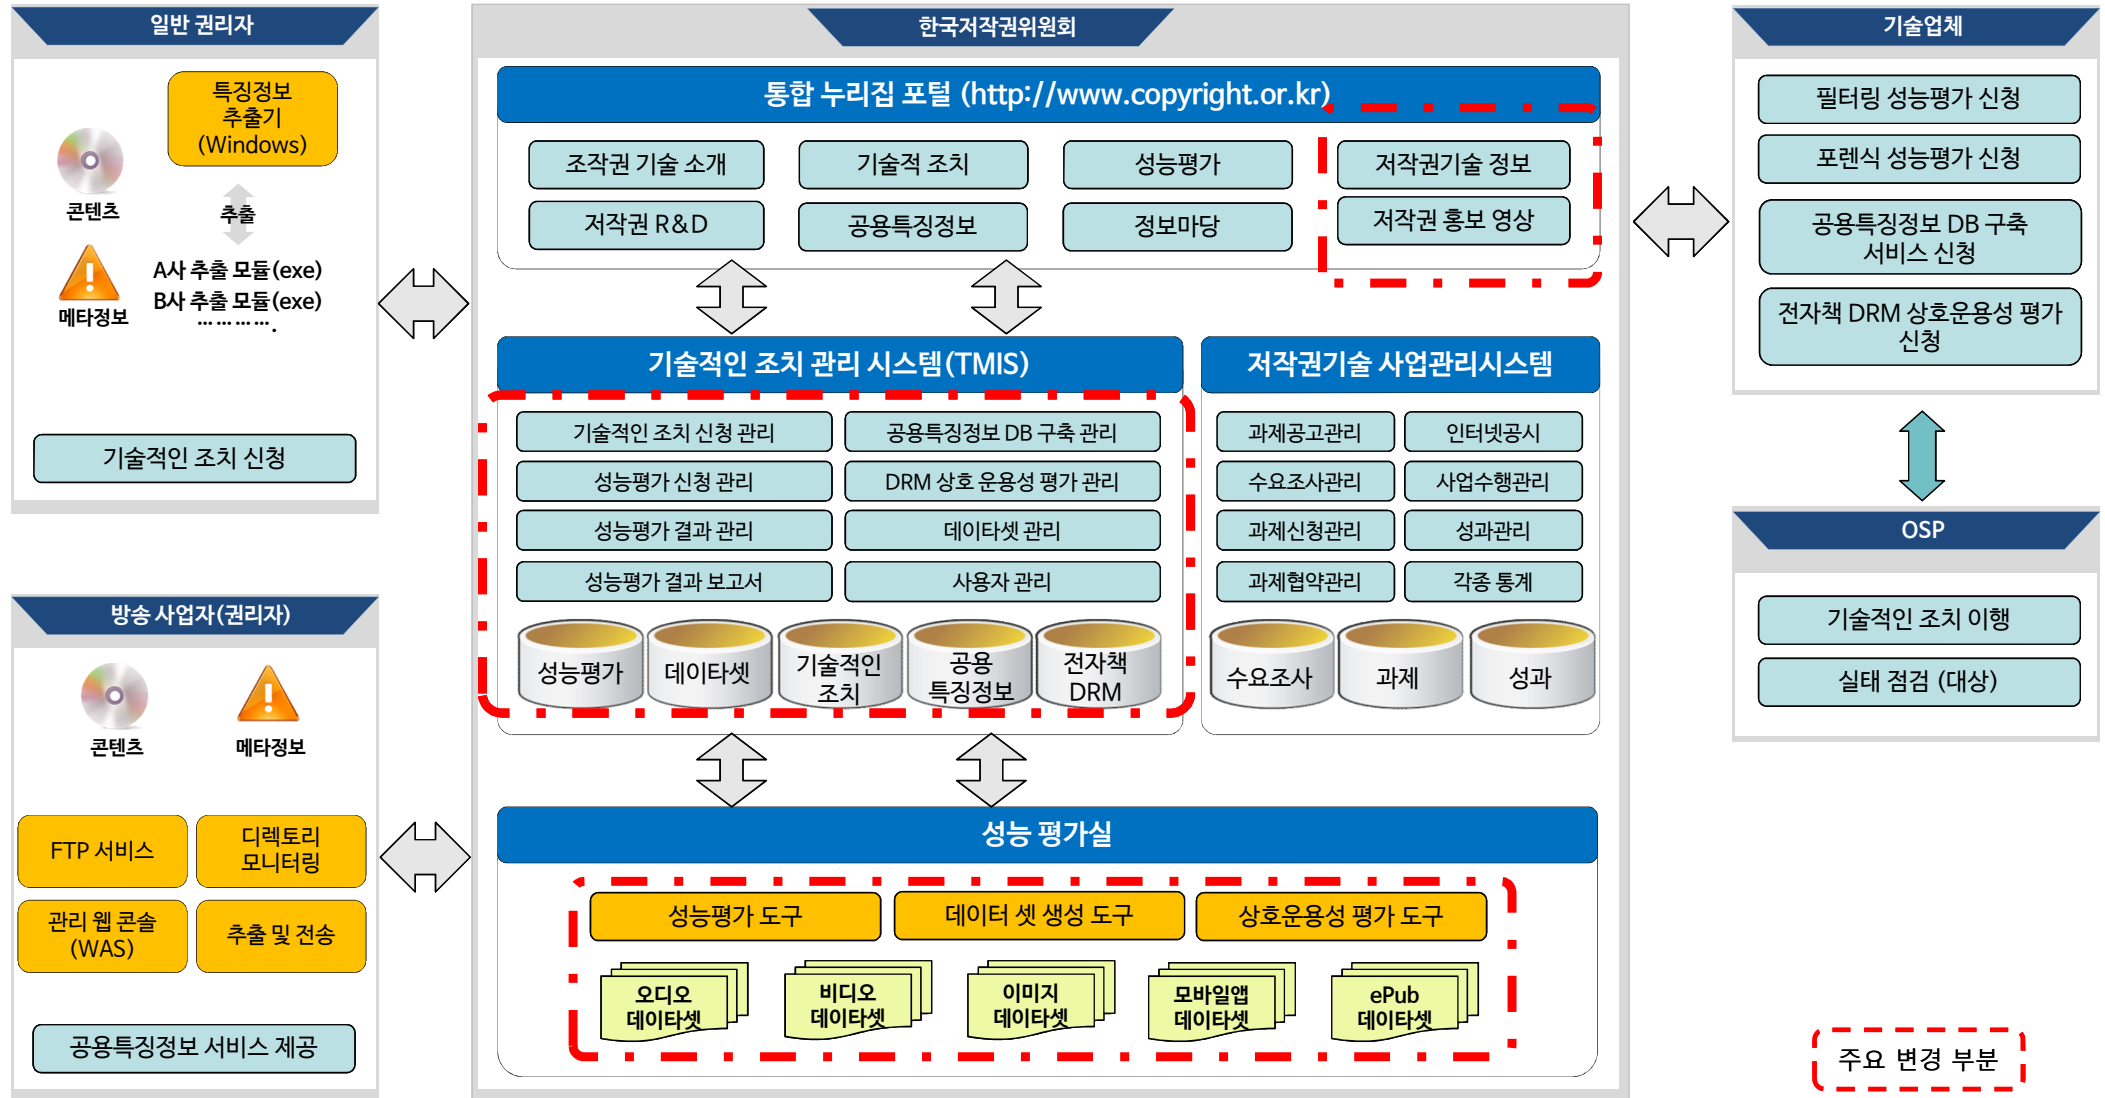 일반 권리자
특징정보
추출기
(Windows)
콘텐츠
추출
메타정보
A사 추출 모듈(exe)
B사 추출 모듈(exe)
… … … ….
기술적인 조치 신청
방송 사업자(권리자)
콘텐츠
메타정보
FTP 서비스
디렉토리
모니터링
관리 웹 콘솔
(WAS)
추출 및 전송
공용특징정보 서비스 제공
한국저작권위원회
통합 누리집 포털 (http://www.copyright.or.kr)
조작권 기술 소개
기술적 조치
성능평가
저작권기술 정보
저작권 R&D
공용특징정보
정보마당
저작권 홍보 영상
기술적인 조치 관리 시스템(TMIS)
기술적인 조치 신청 관리
공용특징정보 DB 구축 관리
성능평가 신청 관리
DRM 상호 운용성 평가 관리
성능평가 결과 관리
데이타셋 관리
성능평가 결과 보고서
사용자 관리
성능평가
데이타셋
기술적인
조치
공용
특징정보
전자책
DRM
저작권기술 사업관리시스템
과제공고관리
인터넷공시
수요조사관리
사업수행관리
과제신청관리
성과관리
과제협약관리
각종 통계
수요조사
과제
성과
성능 평가실
성능평가 도구
데이터 셋 생성 도구
상호운용성 평가 도구
오디오
데이타셋
비디오
데이타셋
이미지
데이타셋
모바일앱
데이타셋
ePub
데이타셋
기술업체
필터링 성능평가 신청
포렌식 성능평가 신청
공용특징정보 DB 구축
서비스 신청
전자책 DRM 상호운용성 평가
신청
OSP
기술적인 조치 이행
실태 점검 (대상)
주요 변경 부분